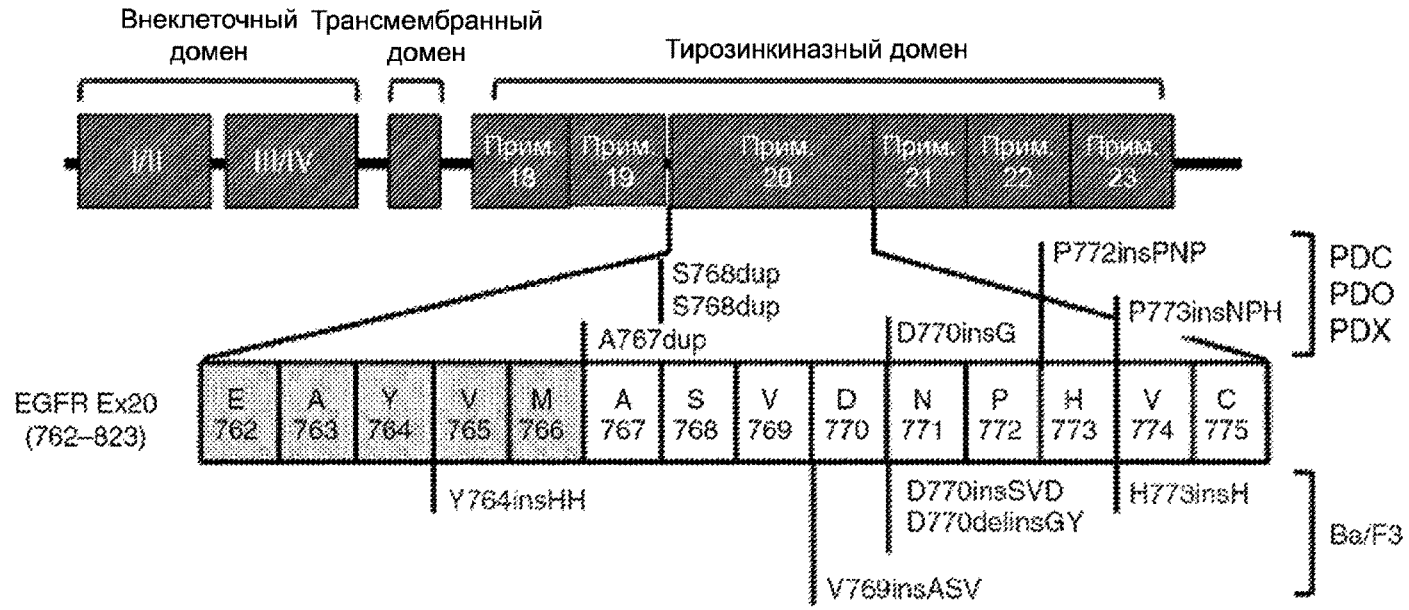 Внеклеточный домен
Трансмембранный домен
Тирозинкиназный домен
I/II
III/IV
Прим. 18
Прим. 19
Прим. 20
Прим. 21
Прим. 22
Прим. 23
P772insPNP
S768dup
S768dup
P773insNPH
A767dup
D770insG
PDC
PDO
PDX
EGFR Ex20
(762–823)
E A Y V M A S V D N P H V C
762 763 764 765 766 767 768 769 770 771 772 773 774 775
Y764insHH
D770insSVD
D770delinsGY
H773insH
V769insASV
Ba/F3